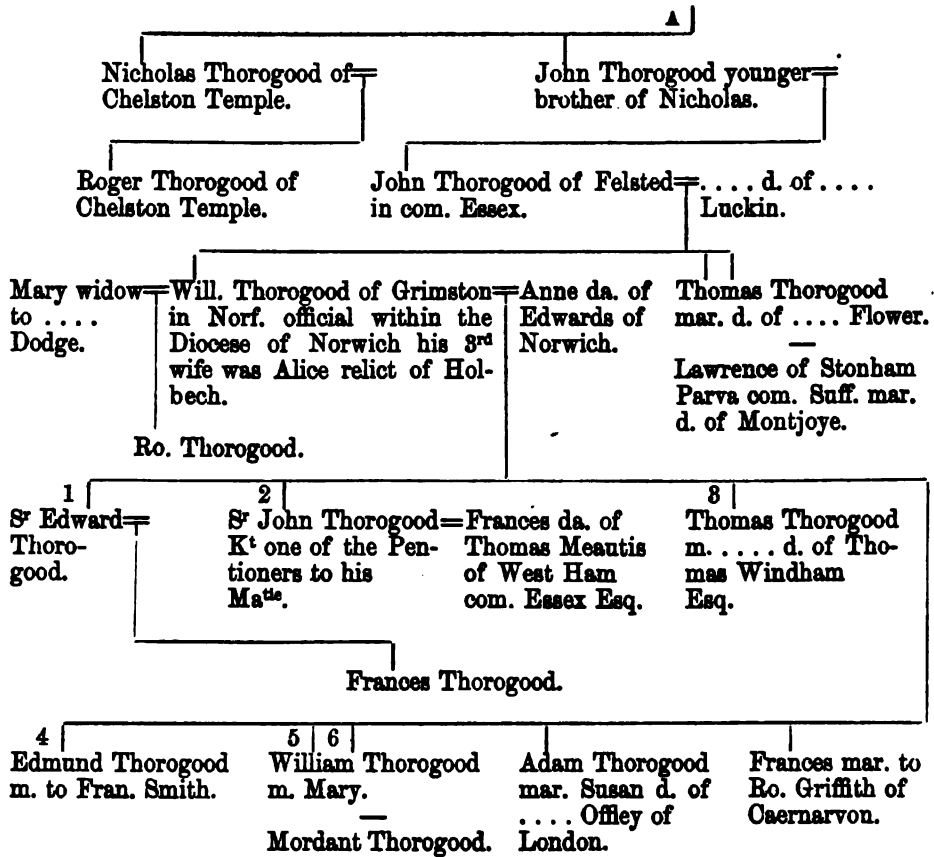 A
Nicholas Thorogood of
Chelston Temple.
John Thorogood younger
brother of Nicholas.
Roger Thorogood of
Chelston Temple.
John Thorogood of Felsted
in com. Essex.
. . . . d. of . . . .
Luckin.
Mary widow
to . . . .
Dodge.
Will. Thorogood of Grimston
in Norf. official within the
Diocese of Norwich his 3rd
wife was Alice relict of Hol-
bech.
Anne da. of
Edwards of
Norwich.
Thomas Thorogood
mar. d. of . . . . Flower.
—
Lawrence of Stonham
Parva com. Suff. mar.
d. of Montjoye.
Ro. Thorogood.
1
Sr Edward
Thoro-
good.
2
Sr John Thorogood
Kt one of the Pen-
tioners to his
Matie.
Frances da. of
Thomas Meautis
of West Ham
com. Essex Esq.
3
Thomas Thorogood
m. . . . . . d. of Tho-
mas Windham
Esq.
Frances Thorogood.
4
Edmund Thorogood
m. to Fran. Smith.
5 6
William Thorogood
m. Mary.
—
Mordant Thorogood.
Adam Thorogood
mar. Susan d. of
. . . . Offley of
London.
Frances mar. to
Ro. Griffith of
Caernarvon.